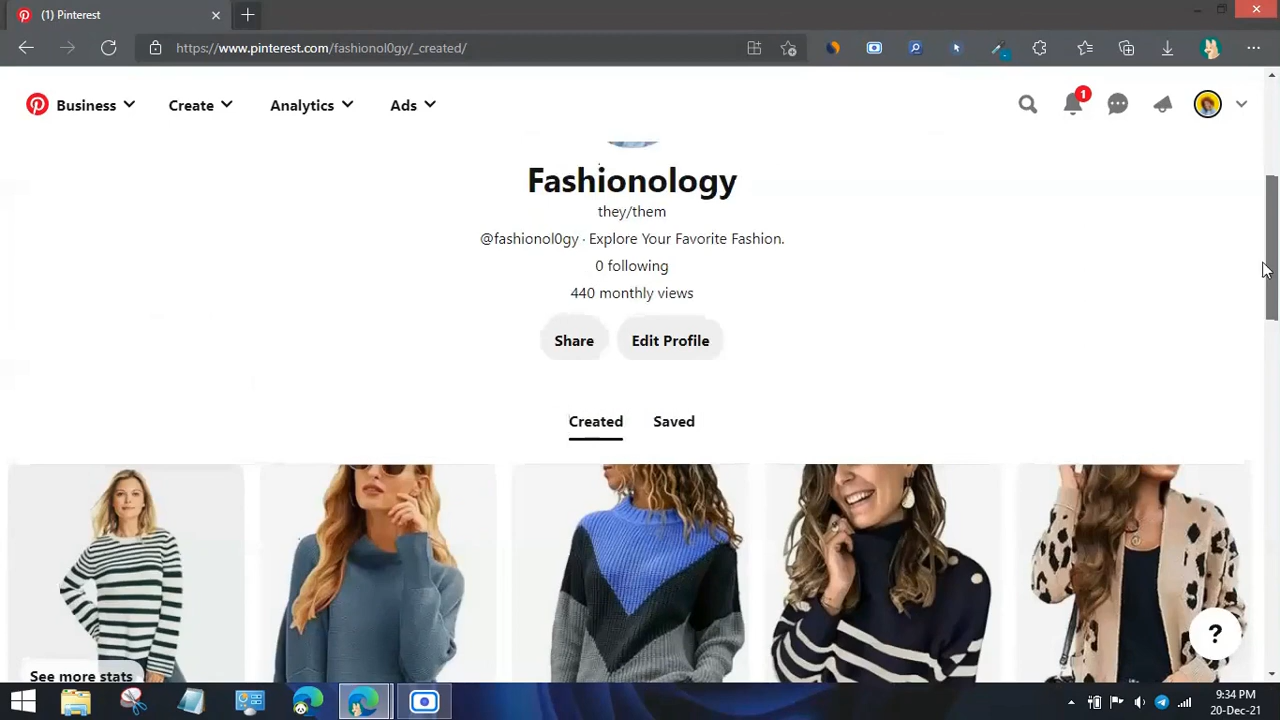 (1) Pinterest
https://www.pinterest.com/fashionol0gy/_created/
Business
Create
Analytics
Ads
1
Fashionology
they/them
@fashionol0gy · Explore Your Favorite Fashion.
0 following
440 monthly views
Share
Edit Profile
Created
Saved
See more stats
?
9:34 PM
20-Dec-21